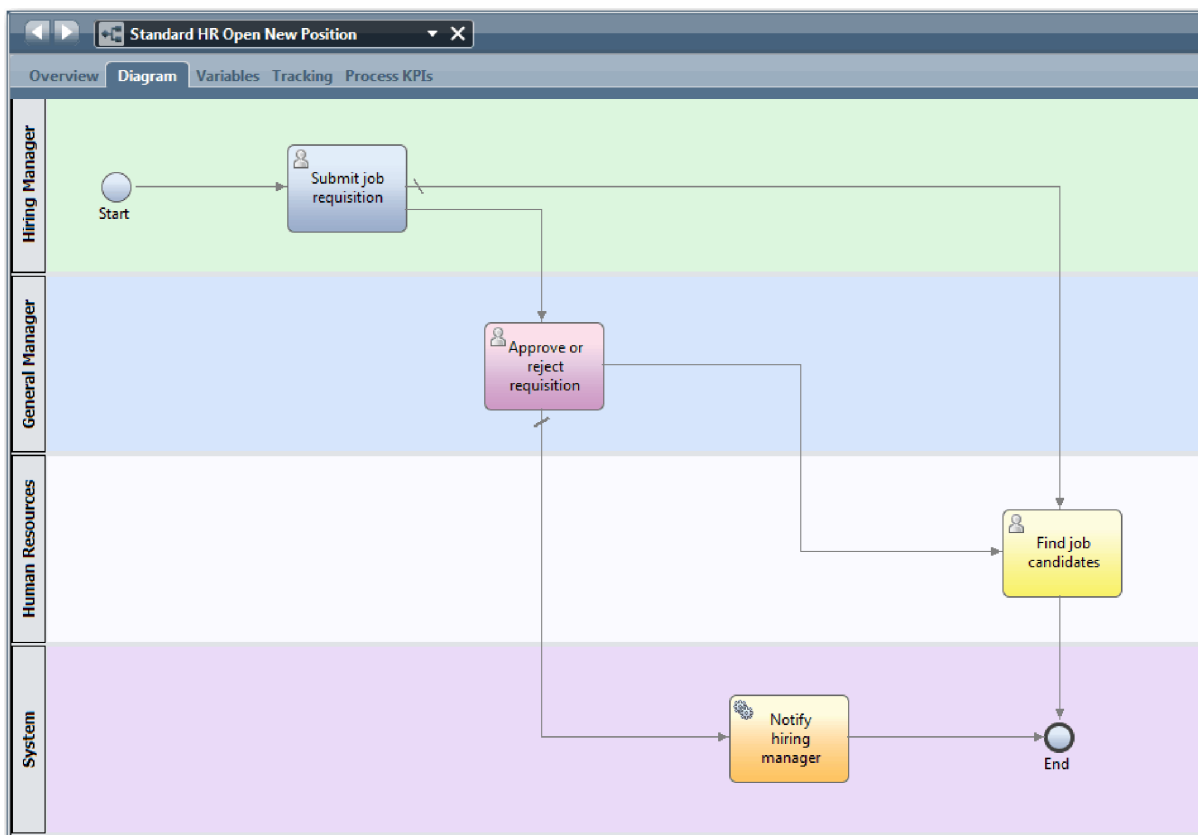 Standard HR Open New Position
Overview Diagram Variables Tracking Process KPIs
Hiring Manager
Start
Submit job
requisition
General Manager
Approve or
reject
requisition
Human Resources
Find job
candidates
System
Notify
hiring
manager
End